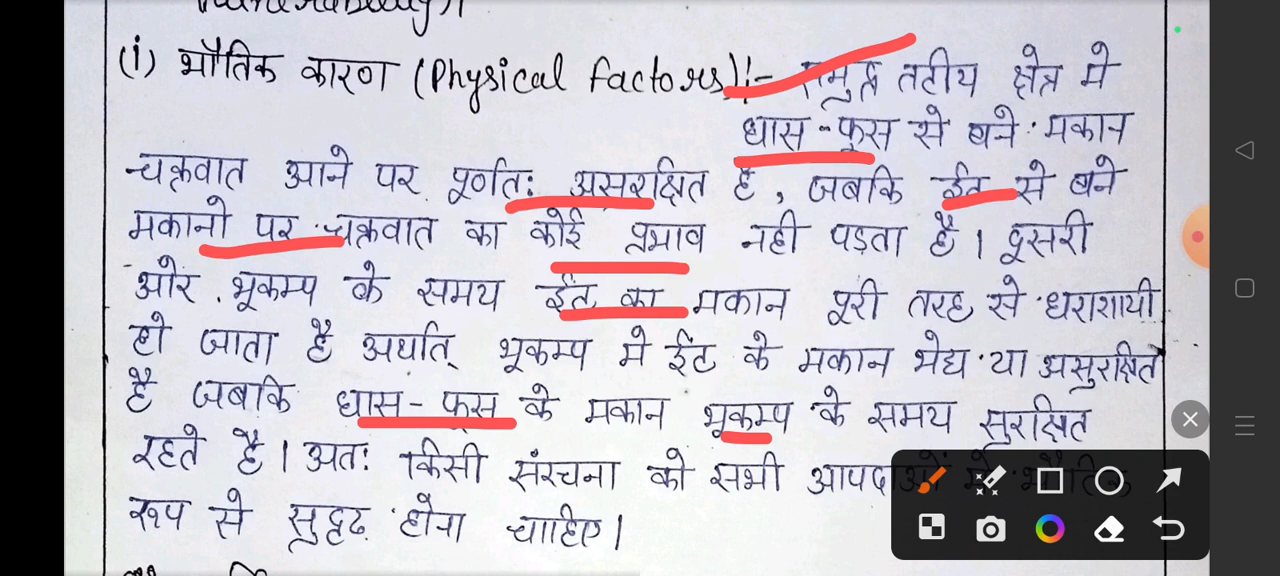 (i) भौतिक कारण (Physical Factors):- समुद्र तटीय क्षेत्र मे
घास-फुस से बने मकान
चक्रवात आने पर पूर्णतः असुरक्षित है, जबकि ईंट से बने
मकानो पर चक्रवात का कोई प्रभाव नही पड़ता है। दूसरी
ओर भूकम्प के समय ईंट का मकान पूरी तरह से धराशायी
हो जाता है अर्थात् भूकम्प मे ईंट के मकान भेद्य या असुरक्षित
है जबकि घास-फुस के मकान भूकम्प के समय सुरक्षित
रहते है। अतः किसी संरचना को सभी आपदाओं मे भौतिक
रूप से सुदृढ होना चाहिए।